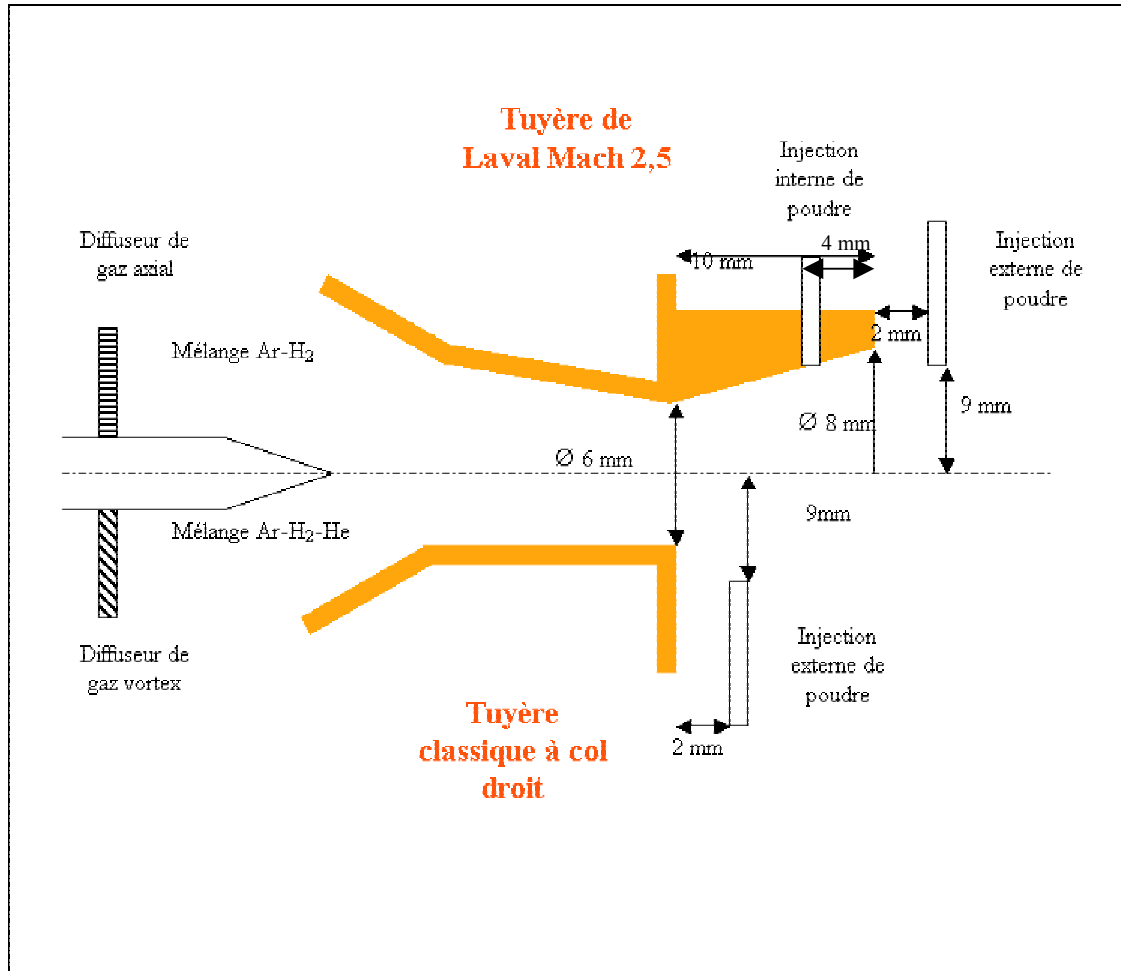 Tuyère de
Laval Mach 2,5
Injection
interne de
poudre
4 mm
10 mm
Injection
externe de
poudre
Diffuseur de
gaz axial
Mélange Ar-H₂
2 mm
Ø 8 mm
9 mm
Ø 6 mm
Mélange Ar-H₂-He
9mm
Diffuseur de
gaz vortex
Injection
externe de
poudre
Tuyère
classique à col
droit
2 mm